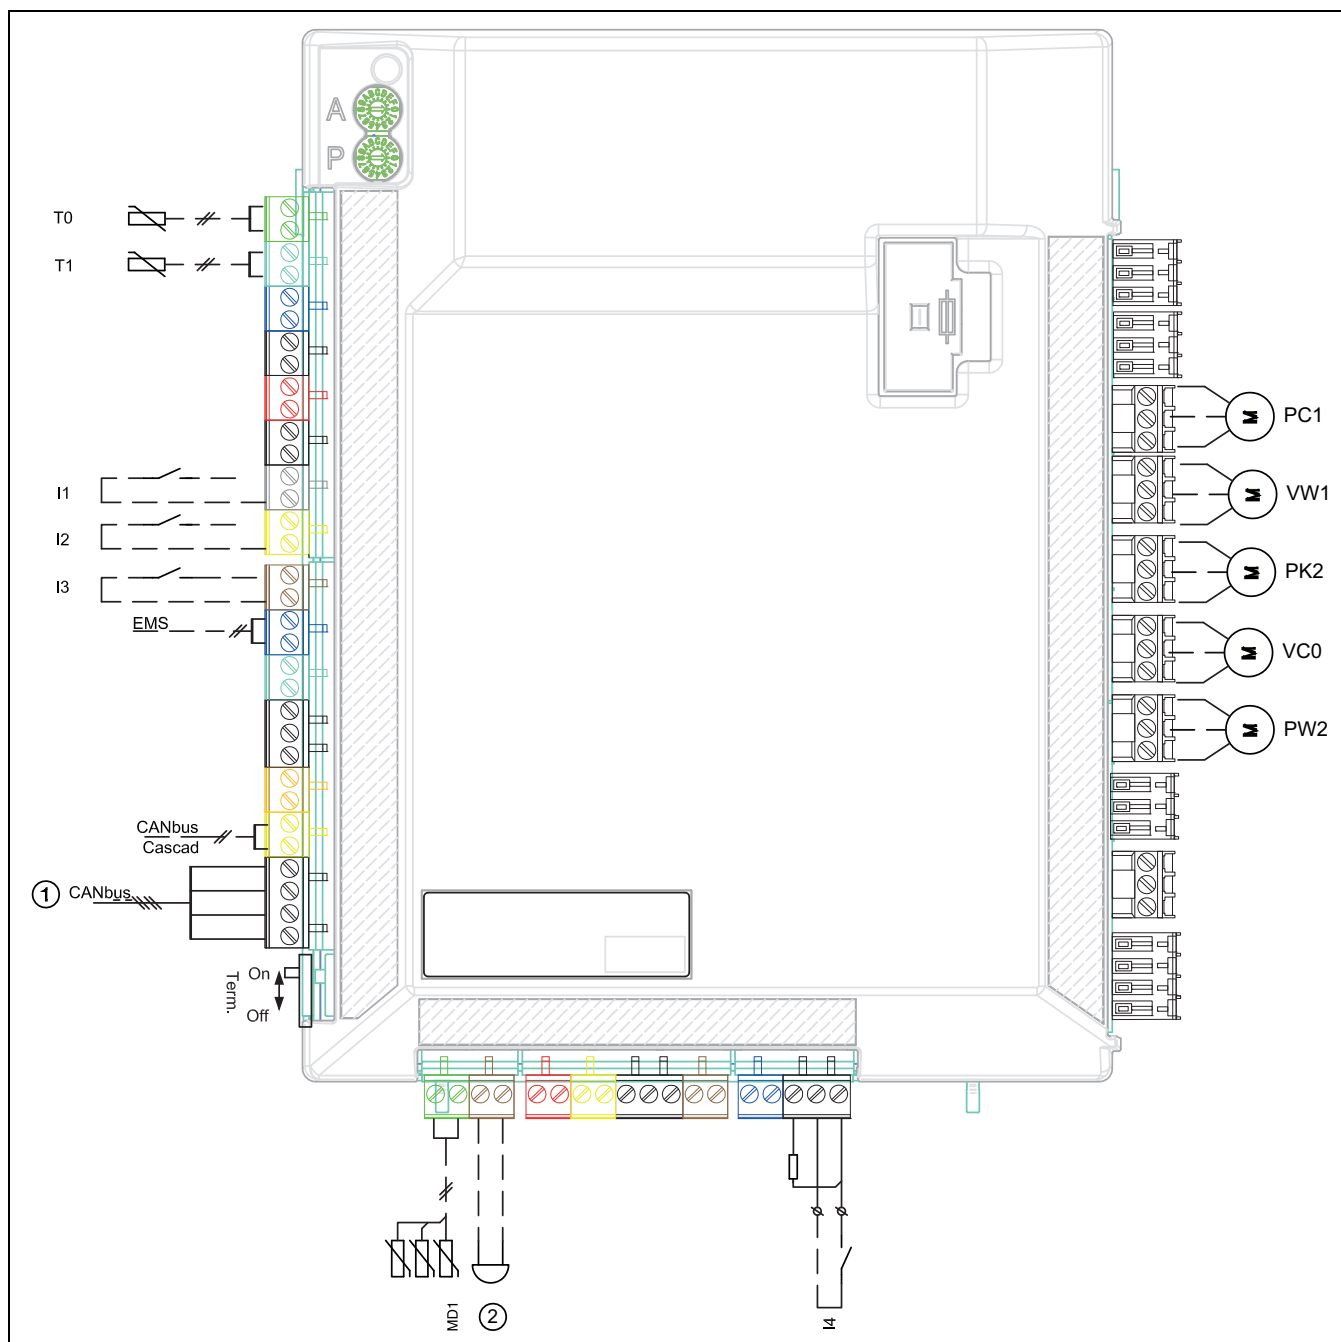 A
P
T0
T1
I1
I2
I3
EMS
CANbus
Cascad
1 CANbus
On
Term.
Off
M PC1
M VW1
M PK2
M VC0
M PW2
MD1
2
I4